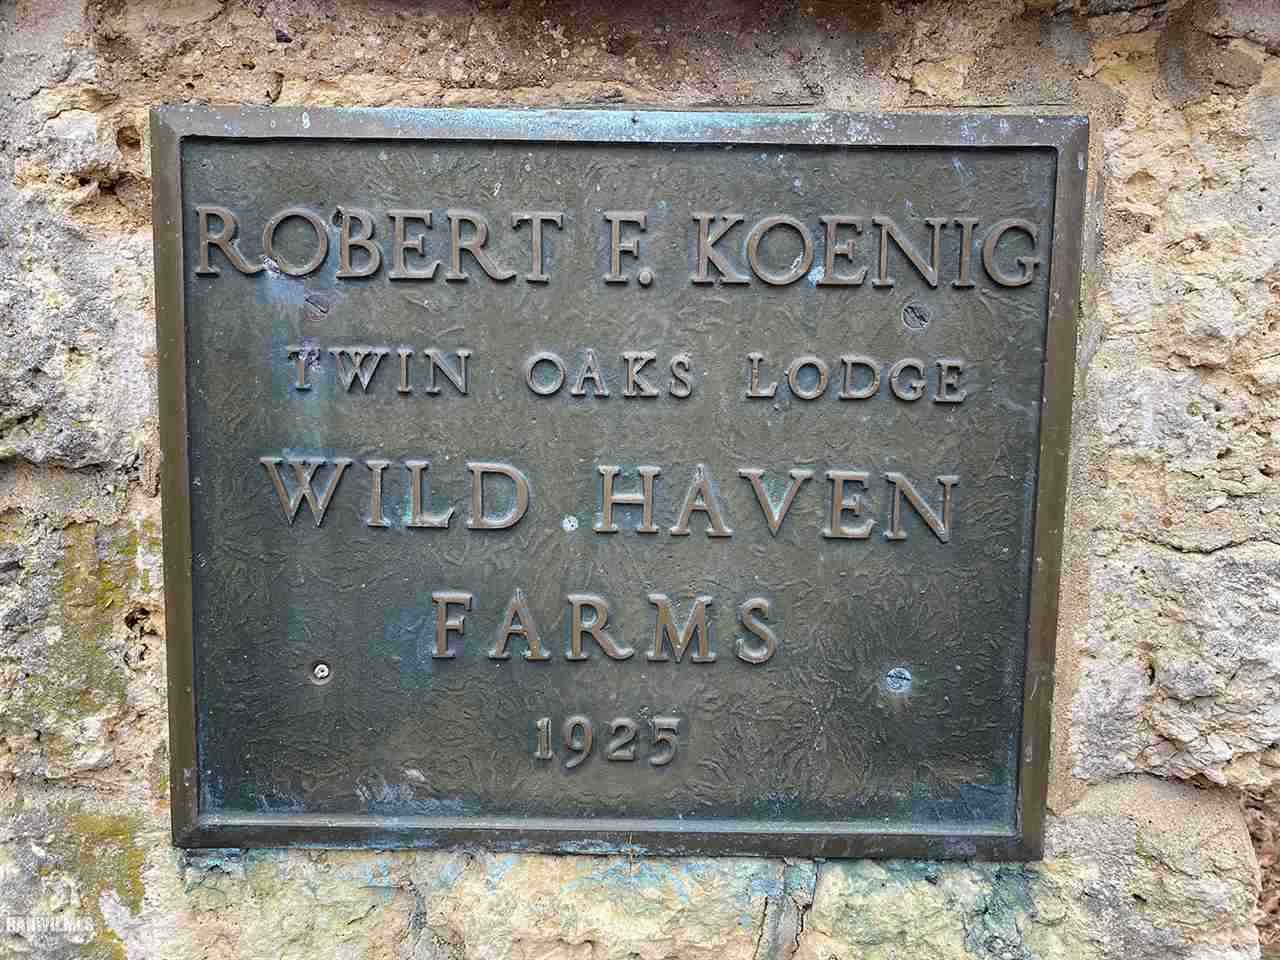 ROBERT F. KOENIG
TWIN OAKS LODGE
WILD HAVEN
FARMS
1925